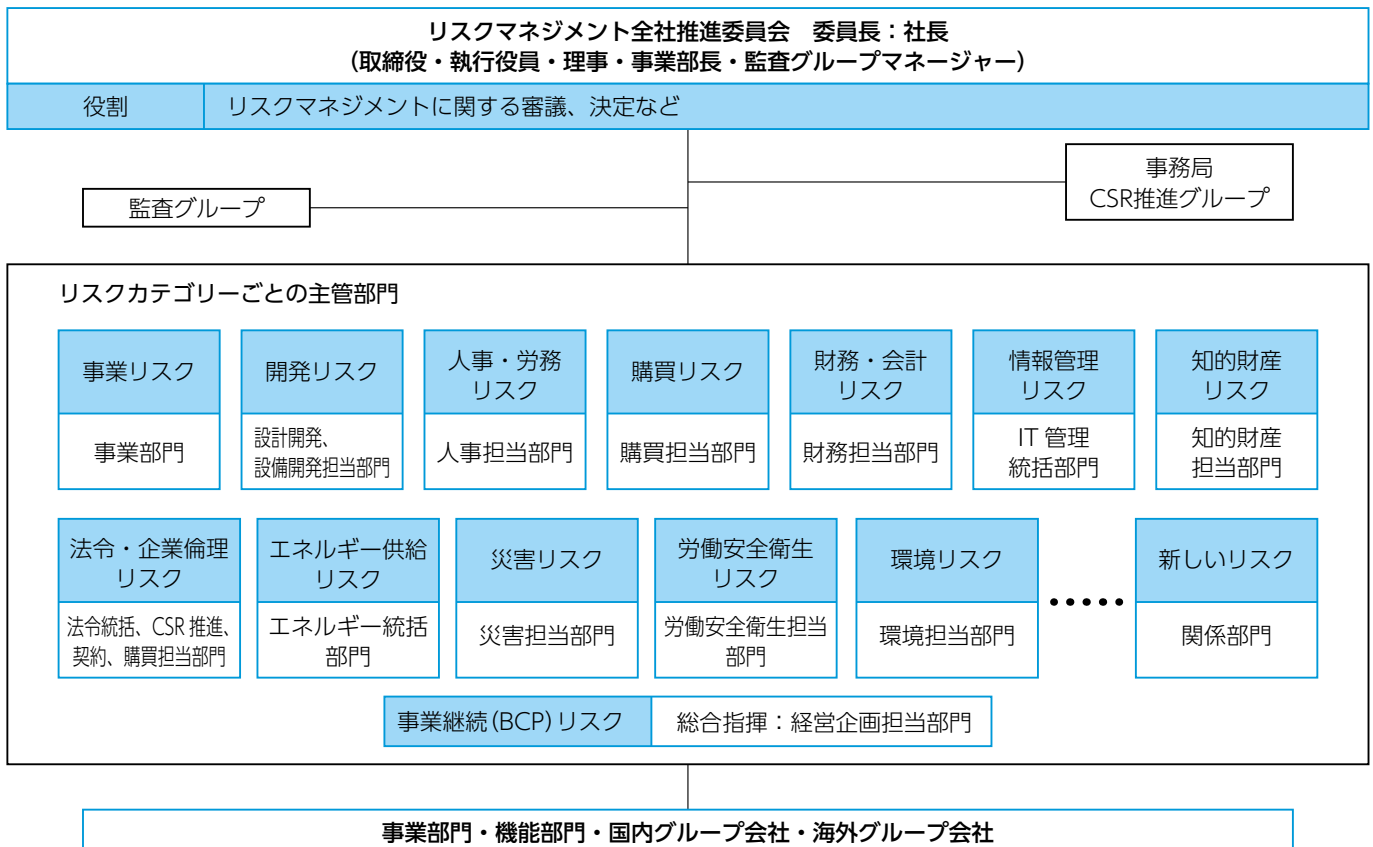 リスクマネジメント全社推進委員会　委員長：社長
(取締役・執行役員・理事・事業部長・監査グループマネージャー)
役割
リスクマネジメントに関する審議、決定など
事務局
CSR推進グループ
監査グループ
リスクカテゴリーごとの主管部門
事業リスク
事業部門
開発リスク
設計開発、
設備開発担当部門
人事・労務
リスク
人事担当部門
購買リスク
購買担当部門
財務・会計
リスク
財務担当部門
情報管理
リスク
IT 管理
統括部門
知的財産
リスク
知的財産
担当部門
法令・企業倫理
リスク
法令統括、CSR 推進、
契約、購買担当部門
エネルギー供給
リスク
エネルギー統括
部門
災害リスク
災害担当部門
労働安全衛生
リスク
労働安全衛生担当
部門
環境リスク
環境担当部門
•••••
新しいリスク
関係部門
事業継続(BCP)リスク
総合指揮：経営企画担当部門
事業部門・機能部門・国内グループ会社・海外グループ会社